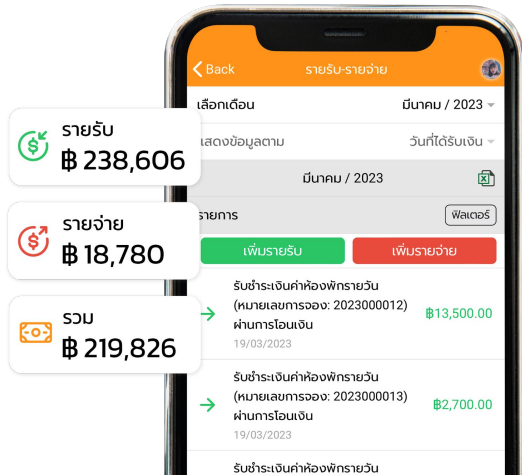 Back
รายรับ-รายจ่าย
เลือกเดือน
มีนาคม / 2023
แสดงข้อมูลตาม
วันที่ได้รับเงิน
มีนาคม / 2023
รายการ
ฟิลเตอร์
เพิ่มรายรับ
เพิ่มรายจ่าย
รายรับ
฿ 238,606
รายจ่าย
฿ 18,780
รวม
฿ 219,826
รับชำระเงินค่าห้องพักรายวัน
(หมายเลขการจอง: 2023000012)
ผ่านการโอนเงิน
19/03/2023
฿13,500.00
รับชำระเงินค่าห้องพักรายวัน
(หมายเลขการจอง: 2023000013)
ผ่านการโอนเงิน
19/03/2023
฿2,700.00
รับชำระเงินค่าห้องพักรายวัน